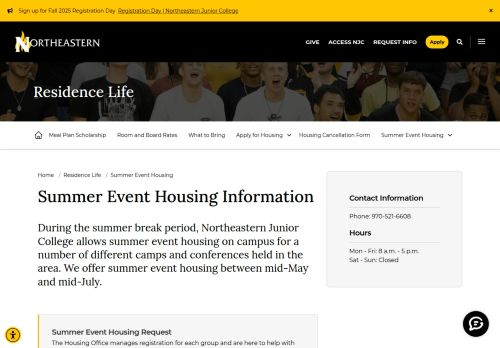 Sign up for Fall 2025 Registration Day Registration Day | Northeastern Junior College ×
NORTHEASTERN
GIVE ACCESS NJC REQUEST INFO Apply
Residence Life
Meal Plan Scholarship Room and Board Rates What to Bring Apply for Housing Housing Cancellation Form Summer Event Housing
Home / Residence Life / Summer Event Housing
Summer Event Housing Information
During the summer break period, Northeastern Junior
College allows summer event housing on campus for a
number of different camps and conferences held in the
area. We offer summer event housing between mid-May
and mid-July.
Contact Information
Phone: 970-521-6608
Hours
Mon - Fri: 8 a.m. - 5 p.m.
Sat - Sun: Closed
Summer Event Housing Request
The Housing Office manages registration for each group and are here to help with